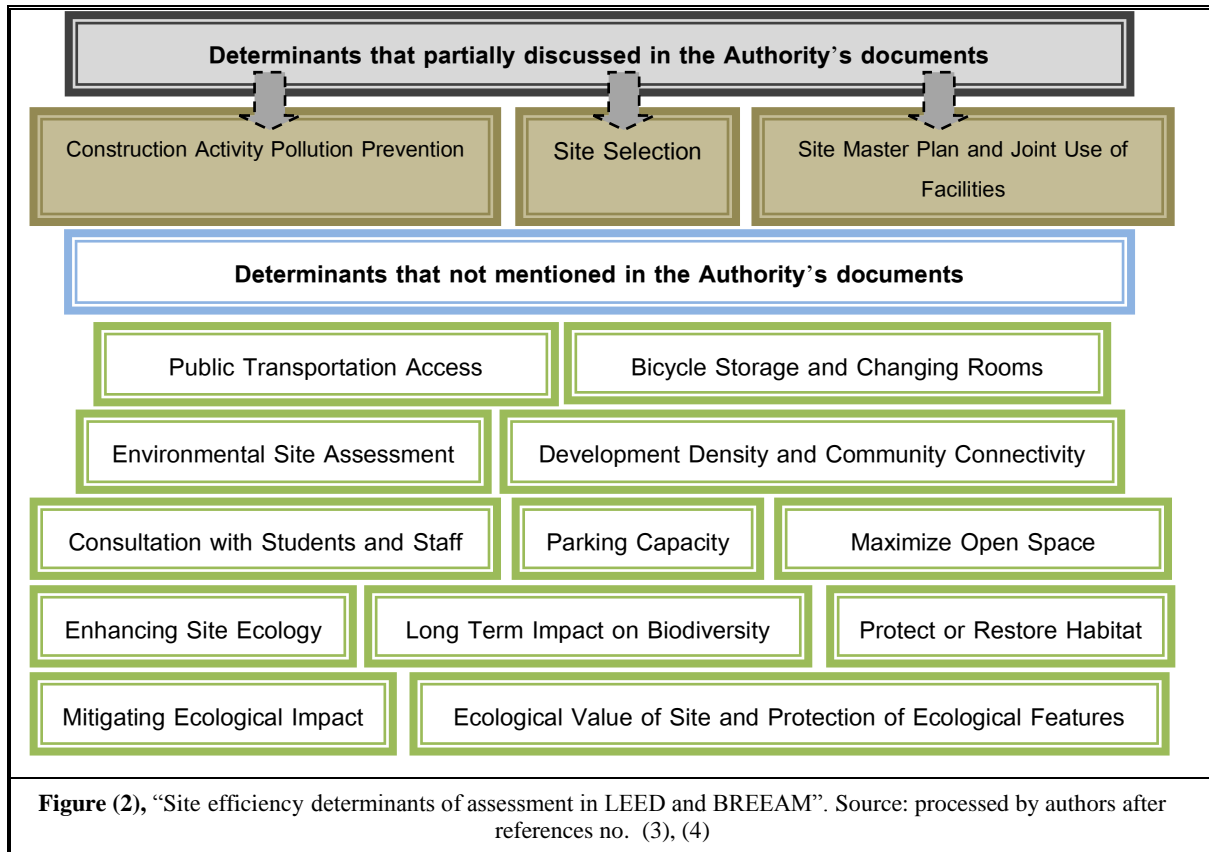 Determinants that partially discussed in the Authority's documents
Construction Activity Pollution Prevention
Site Selection
Site Master Plan and Joint Use of
Facilities
Determinants that not mentioned in the Authority's documents
Public Transportation Access
Bicycle Storage and Changing Rooms
Environmental Site Assessment
Development Density and Community Connectivity
Consultation with Students and Staff
Parking Capacity
Maximize Open Space
Enhancing Site Ecology
Long Term Impact on Biodiversity
Protect or Restore Habitat
Mitigating Ecological Impact
Ecological Value of Site and Protection of Ecological Features
Figure (2), “Site efficiency determinants of assessment in LEED and BREEAM”. Source: processed by authors after
references no. (3), (4)